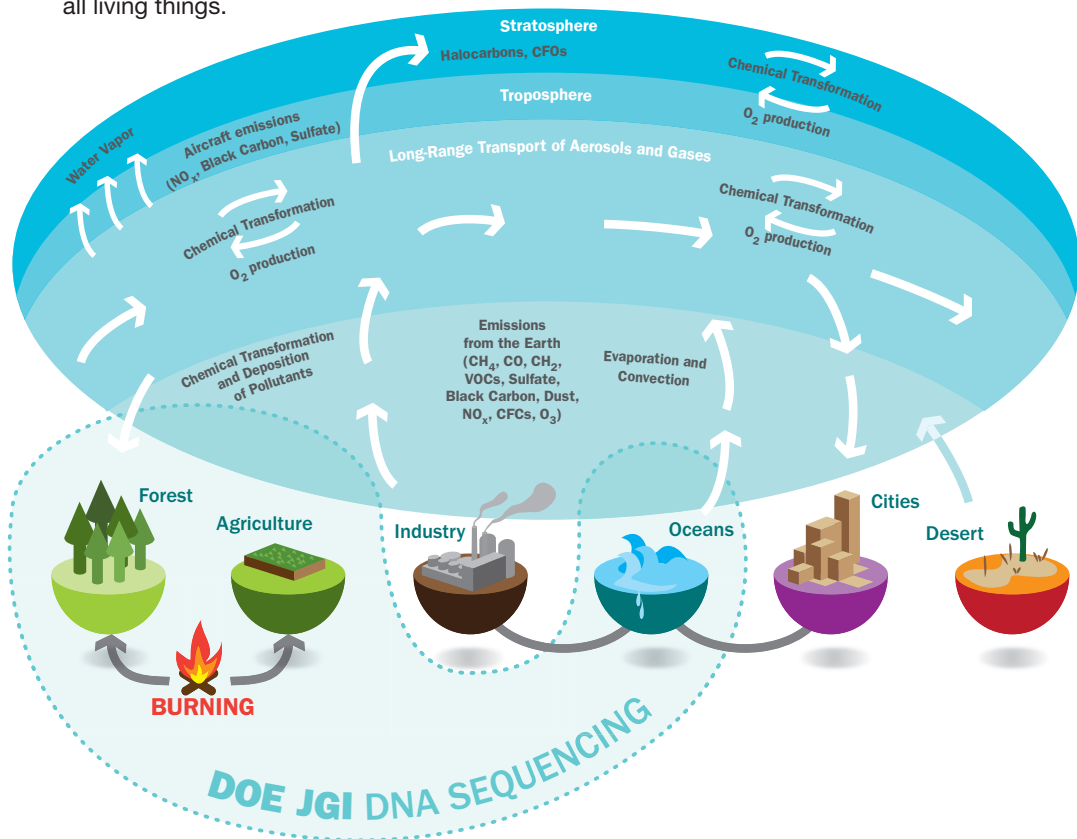 all living things.
Stratosphere
Halocarbons, CFOs
Chemical Transformation
O2 production
Troposphere
Water Vapor
Aircraft emissions
(NOx, Black Carbon, Sulfate)
Long-Range Transport of Aerosols and Gases
Chemical Transformation
O2 production
Chemical Transformation
O2 production
Chemical Transformation
and Deposition
of Pollutants
Emissions
from the Earth
(CH4, CO, CH2,
VOCs, Sulfate,
Black Carbon, Dust,
NOx, CFCs, O3)
Evaporation and
Convection
Forest
Agriculture
Industry
Oceans
Cities
Desert
BURNING
DOE JGI DNA SEQUENCING